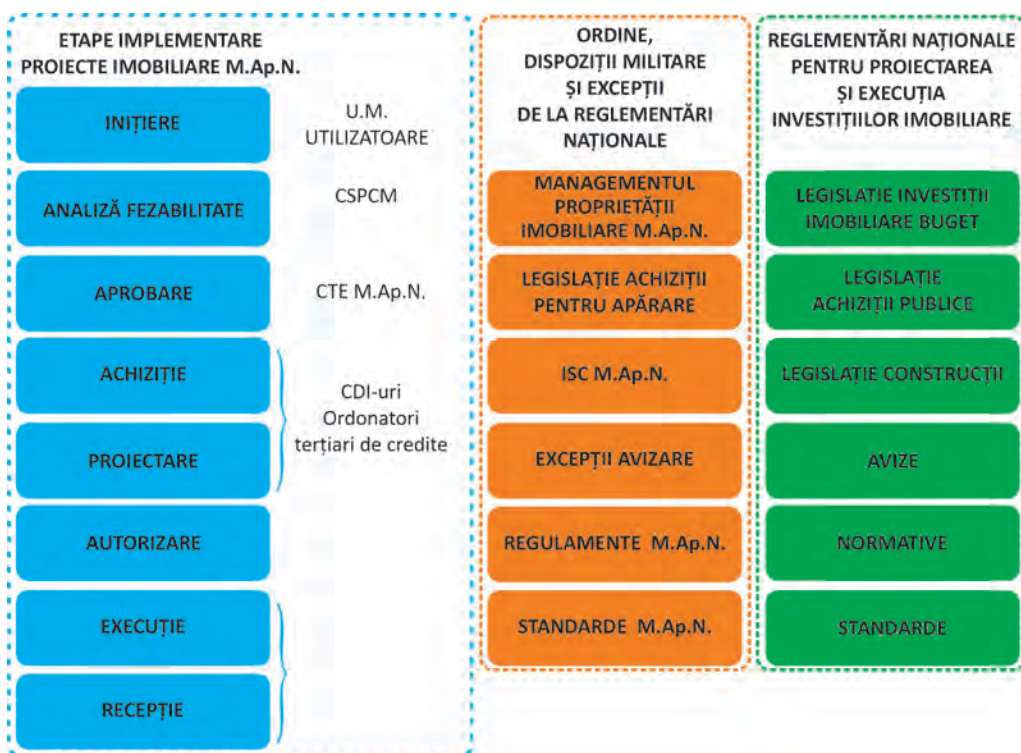 ETAPE IMPLEMENTARE
PROIECTE IMOBILIARE M.Ap.N.
INIȚIERE
U.M.
UTILIZATOARE
ANALIZĂ FEZABILITATE
CSPCM
APROBARE
CTE M.Ap.N.
ACHIZIȚIE
PROIECTARE
CDI-uri
Ordonatori
terțiari de credite
AUTORIZARE
EXECUȚIE
RECEPȚIE
ORDINE,
DISPOZIȚII MILITARE
ȘI EXCEPȚII
DE LA REGLEMENTĂRI
NAȚIONALE
MANAGEMENTUL
PROPRIETĂȚII
IMOBILIARE M.Ap.N.
LEGISLAȚIE ACHIZIȚII
PENTRU APĂRARE
ISC M.Ap.N.
EXCEPȚII AVIZARE
REGULAMENTE M.Ap.N.
STANDARDE M.Ap.N.
REGLEMENTĂRI NAȚIONALE
PENTRU PROIECTAREA
ȘI EXECUȚIA
INVESTIȚIILOR IMOBILIARE
LEGISLATIE INVESTIȚII
IMOBILIARE BUGET
LEGISLAȚIE
ACHIZIȚII PUBLICE
LEGISLAȚIE CONSTRUCȚII
AVIZE
NORMATIVE
STANDARDE